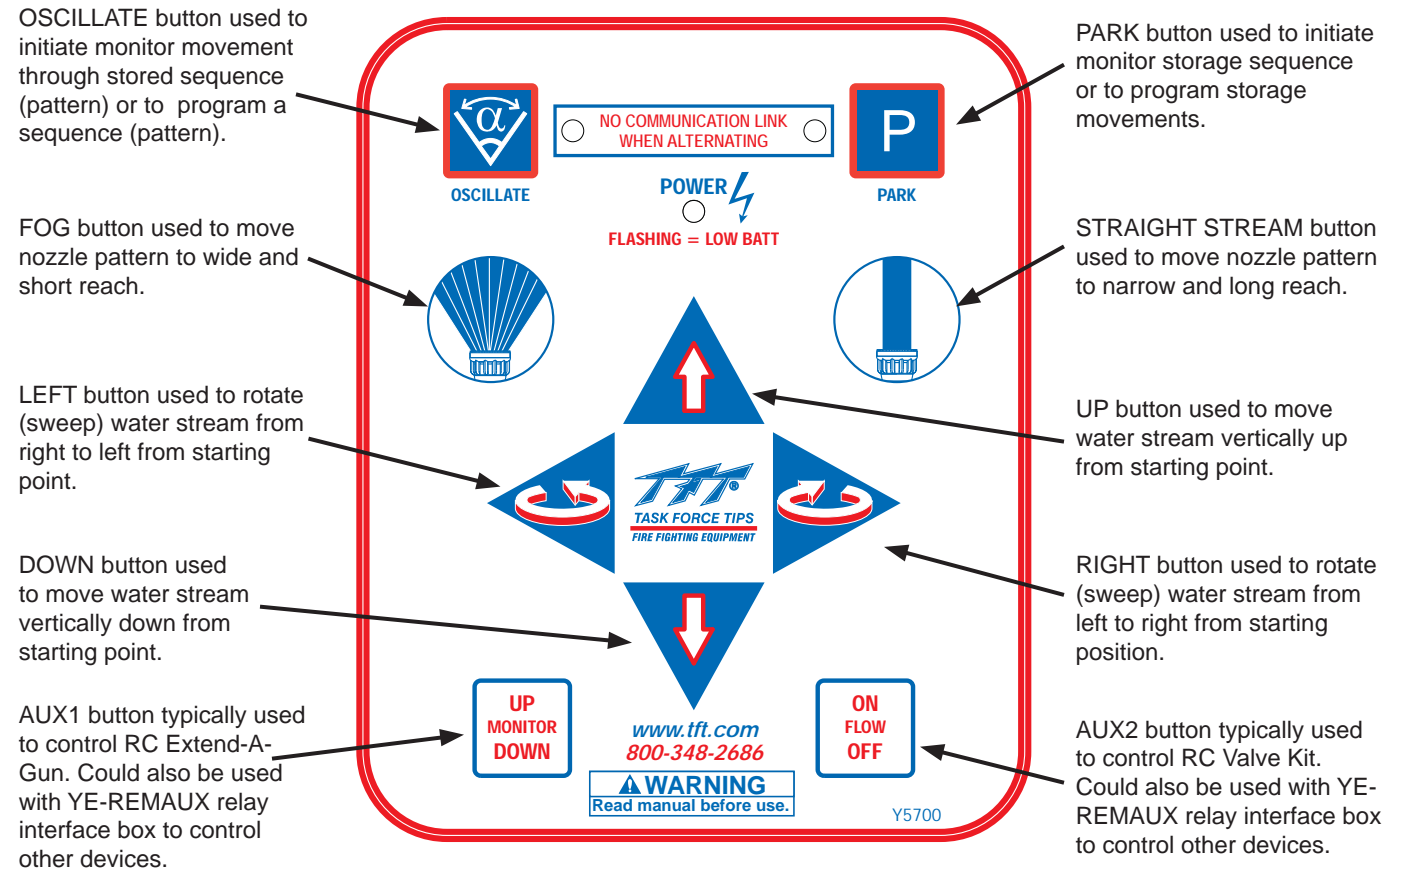 OSCILLATE button used to
initiate monitor movement
through stored sequence
(pattern) or to program a
sequence (pattern).
FOG button used to move
nozzle pattern to wide and
short reach.
LEFT button used to rotate
(sweep) water stream from
right to left from starting
point.
DOWN button used
to move water stream
vertically down from
starting point.
AUX1 button typically used
to control RC Extend-A-
Gun. Could also be used
with YE-REMAUX relay
interface box to control
other devices.
α
OSCILLATE
NO COMMUNICATION LINK
WHEN ALTERNATING
P
PARK
POWER
FLASHING = LOW BATT
TFT®
TASK FORCE TIPS
FIRE FIGHTING EQUIPMENT
UP
MONITOR
DOWN
www.tft.com
800-348-2686
WARNING
Read manual before use.
ON
FLOW
OFF
Y5700
PARK button used to initiate
monitor storage sequence
or to program storage
movements.
STRAIGHT STREAM button
used to move nozzle pattern
to narrow and long reach.
UP button used to move
water stream vertically up
from starting point.
RIGHT button used to rotate
(sweep) water stream from
left to right from starting
position.
AUX2 button typically used
to control RC Valve Kit.
Could also be used with YE-
REMAUX relay interface box
to control other devices.